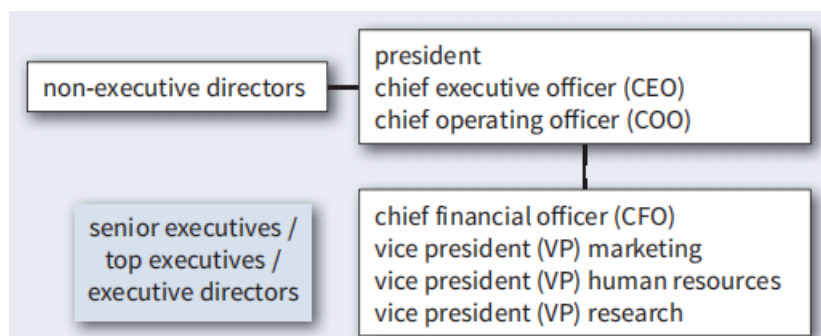 non-executive directors
president
chief executive officer (CEO)
chief operating officer (COO)
senior executives /
top executives /
executive directors
chief financial officer (CFO)
vice president (VP) marketing
vice president (VP) human resources
vice president (VP) research